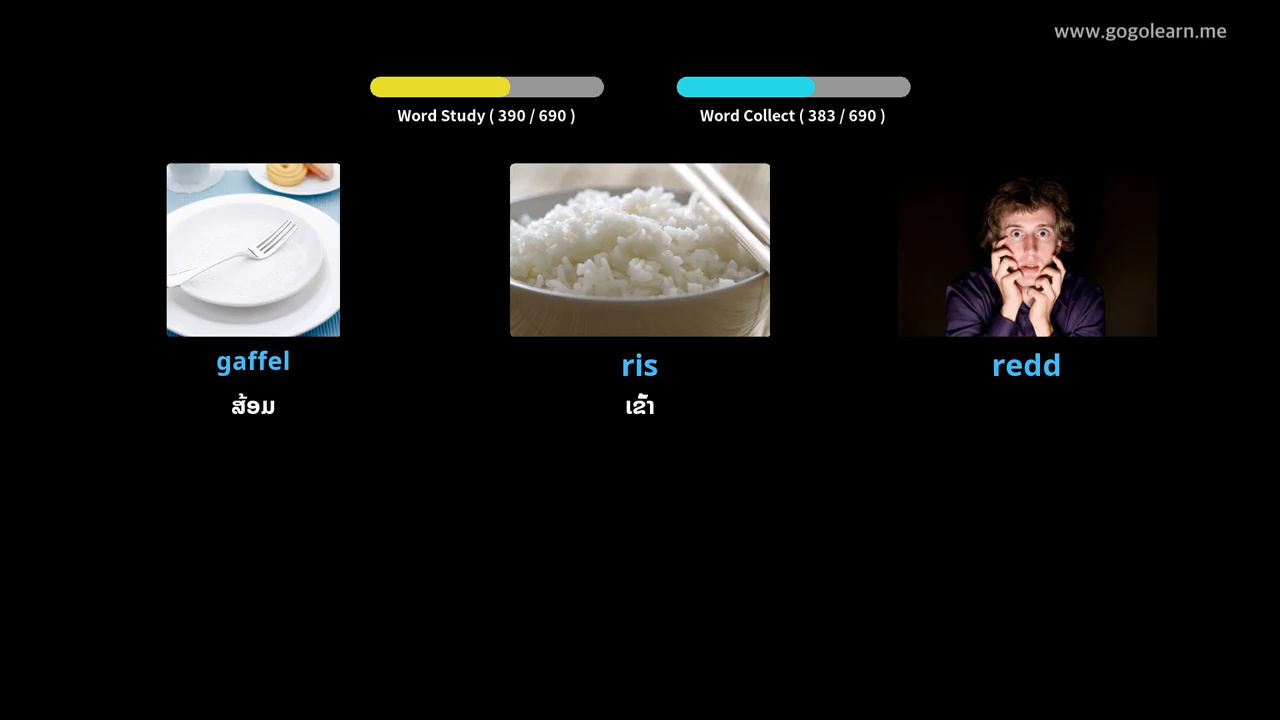 www.gogolearn.me
Word Study ( 390 / 690 )
Word Collect ( 383 / 690 )
gaffel
ris
redd
ສ້ອມ
ເຂົ້າ